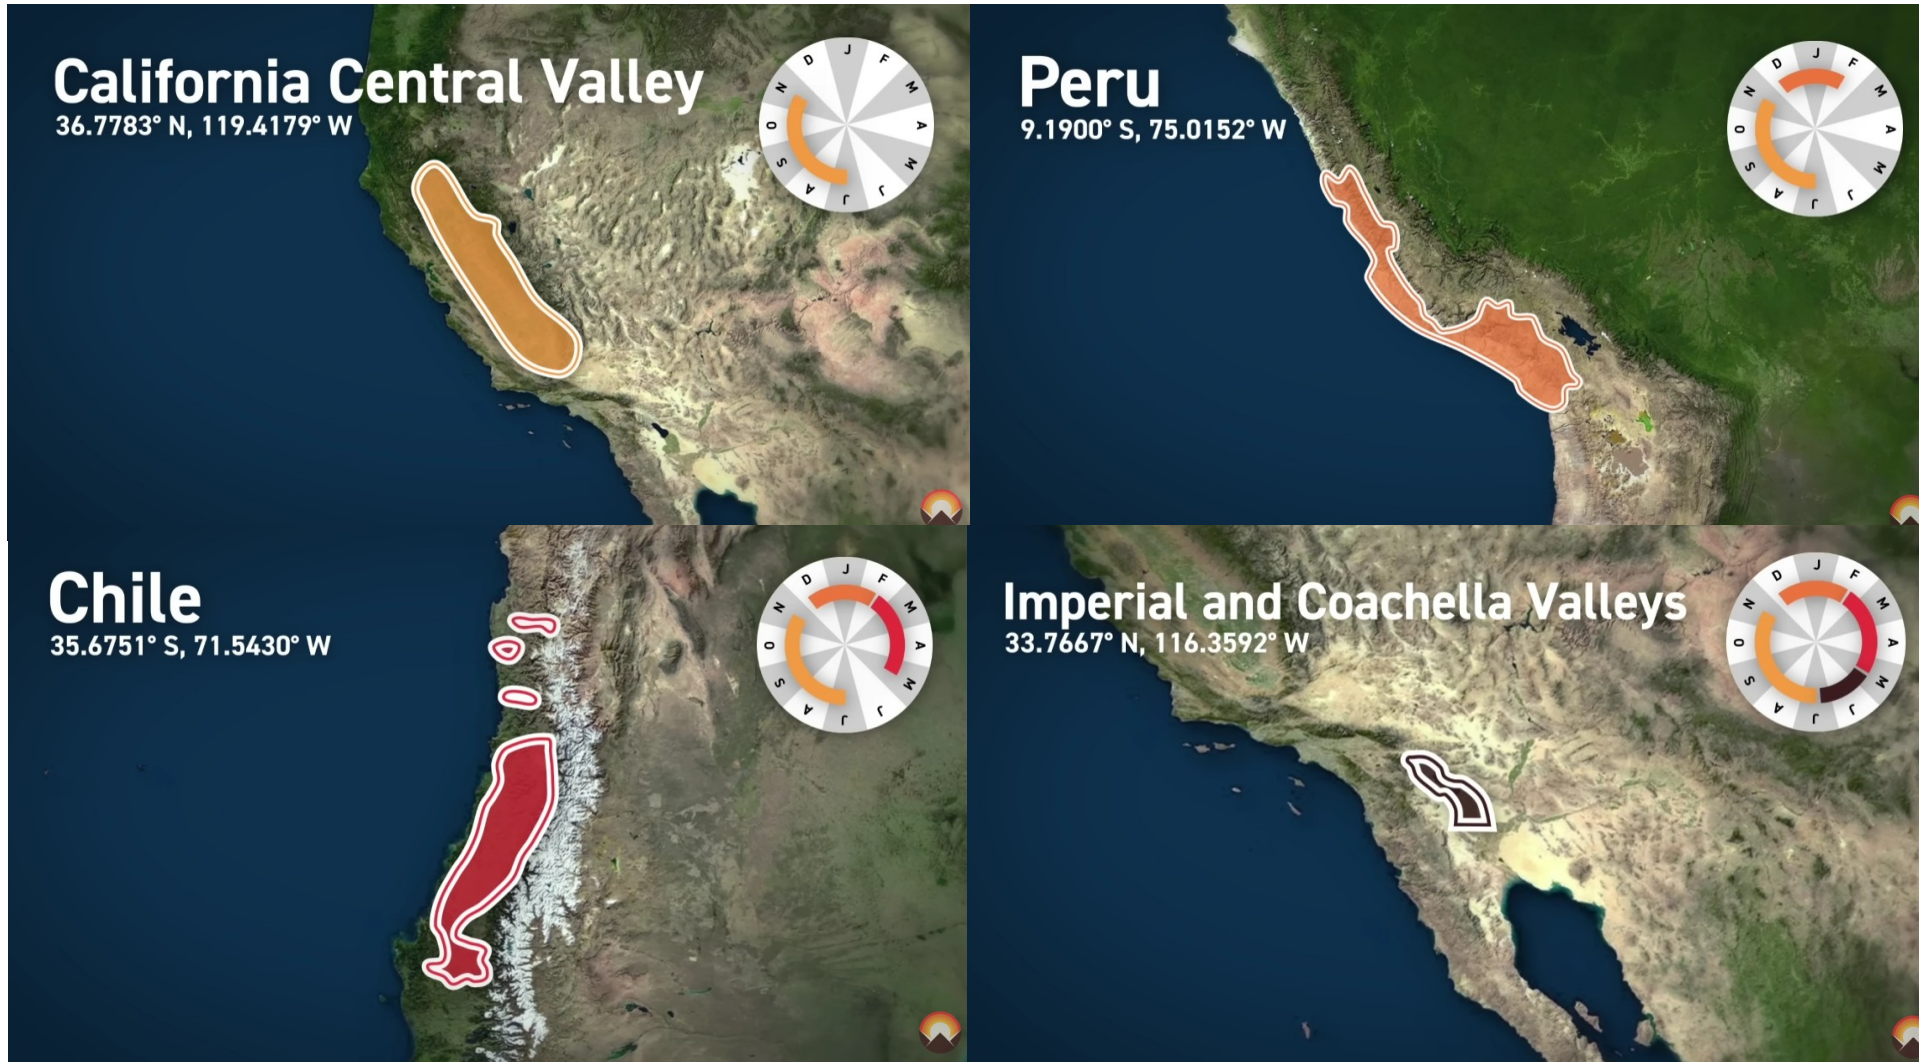 California Central Valley
36.7783° N, 119.4179° W
J F M A M J J A S O N D
Peru
9.1900° S, 75.0152° W
J F M A M J J A S O N D
Chile
35.6751° S, 71.5430° W
J F M A M J J A S O N D
Imperial and Coachella Valleys
33.7667° N, 116.3592° W
J F M A M J J A S O N D